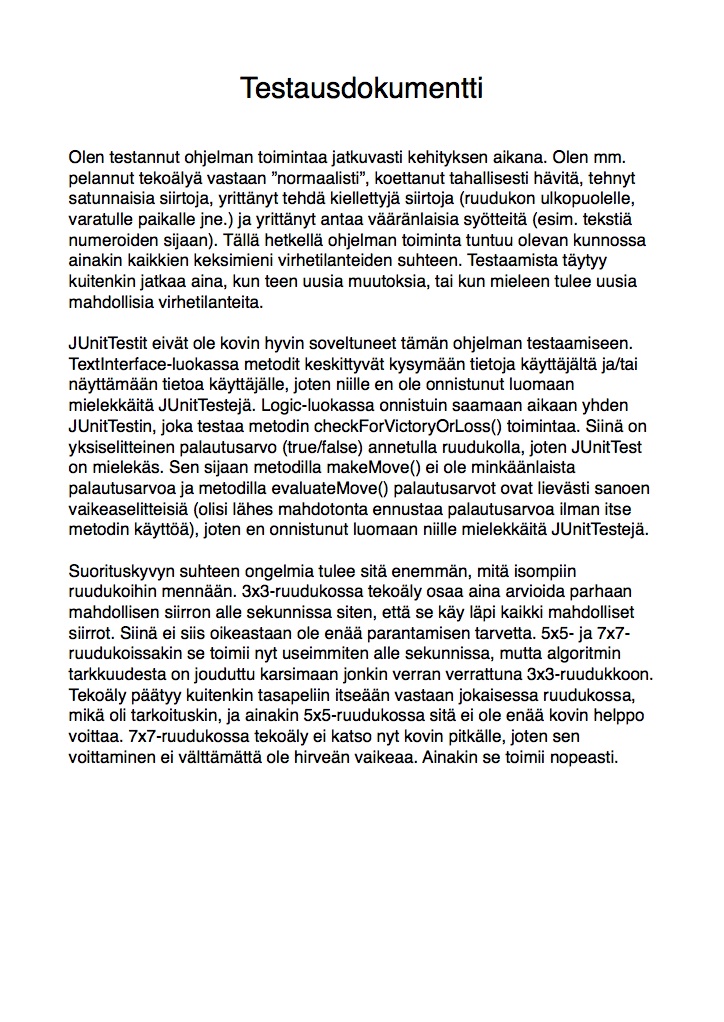 Testausdokumentti
Olen testannut ohjelman toimintaa jatkuvasti kehityksen aikana. Olen mm.
pelannut tekoälyä vastaan ”normaalisti”, koettanut tahallisesti hävitä, tehnyt
satunnaisia siirtoja, yrittänyt tehdä kiellettyjä siirtoja (ruudukon ulkopuolelle,
varatulle paikalle jne.) ja yrittänyt antaa vääränlaisia syötteitä (esim. tekstiä
numeroiden sijaan). Tällä hetkellä ohjelman toiminta tuntuu olevan kunnossa
ainakin kaikkien keksimieni virhetilanteiden suhteen. Testaamista täytyy
kuitenkin jatkaa aina, kun teen uusia muutoksia, tai kun mieleen tulee uusia
mahdollisia virhetilanteita.
JUnitTestit eivät ole kovin hyvin soveltuneet tämän ohjelman testaamiseen.
TextInterface-luokassa metodit keskittyvät kysymään tietoja käyttäjältä ja/tai
näyttämään tietoa käyttäjälle, joten niille en ole onnistunut luomaan
mielekkäitä JUnitTestejä. Logic-luokassa onnistuin saamaan aikaan yhden
JUnitTestin, joka testaa metodin checkForVictoryOrLoss() toimintaa. Siinä on
yksiselitteinen palautusarvo (true/false) annetulla ruudukolla, joten JUnitTest
on mielekäs. Sen sijaan metodilla makeMove() ei ole minkäänlaista
palautusarvoa ja metodilla evaluateMove() palautusarvot ovat lievästi sanoen
vaikeaselitteisiä (olisi lähes mahdotonta ennustaa palautusarvoa ilman itse
metodin käyttöä), joten en onnistunut luomaan niille mielekkäitä JUnitTestejä.
Suorituskyvyn suhteen ongelmia tulee sitä enemmän, mitä isompiin
ruudukoihin mennään. 3x3-ruudukossa tekoäly osaa aina arvioida parhaan
mahdollisen siirron alle sekunnissa siten, että se käy läpi kaikki mahdolliset
siirrot. Siinä ei siis oikeastaan ole enää parantamisen tarvetta. 5x5- ja 7x7-
ruudukoissakin se toimii nyt useimmiten alle sekunnissa, mutta algoritmin
tarkkuudesta on jouduttu karsimaan jonkin verran verrattuna 3x3-ruudukkoon.
Tekoäly päätyy kuitenkin tasapeliin itseään vastaan jokaisessa ruudukossa,
mikä oli tarkoituskin, ja ainakin 5x5-ruudukossa sitä ei ole enää kovin helppo
voittaa. 7x7-ruudukossa tekoäly ei katso nyt kovin pitkälle, joten sen
voittaminen ei välttämättä ole hirveän vaikeaa. Ainakin se toimii nopeasti.